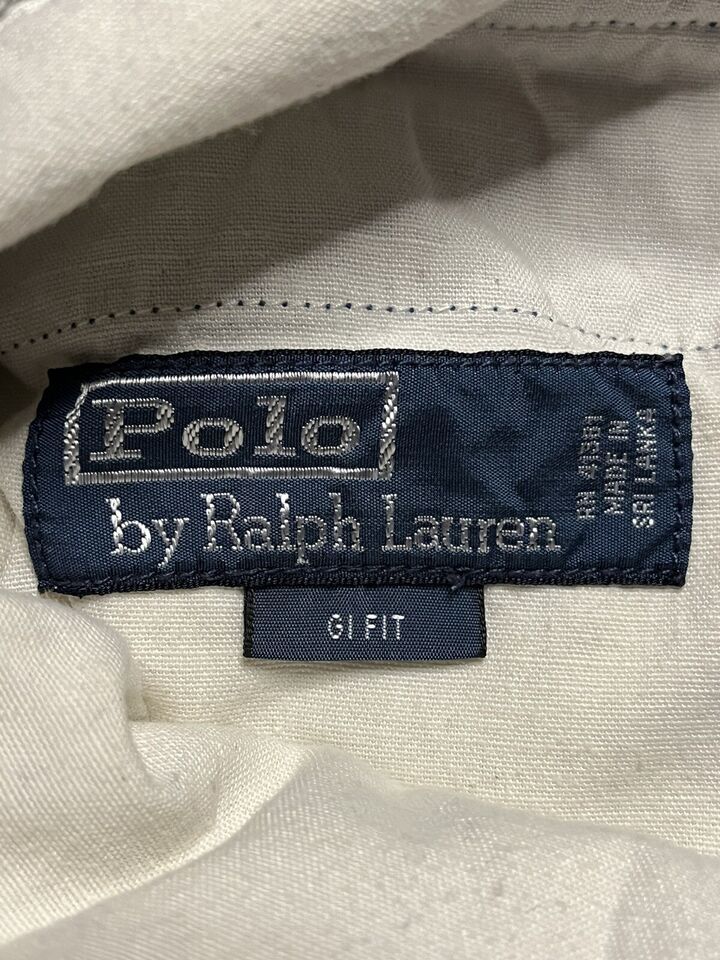 Polo
by Ralph Lauren
RN 41381
MADE IN
SRI LANKA
GI FIT